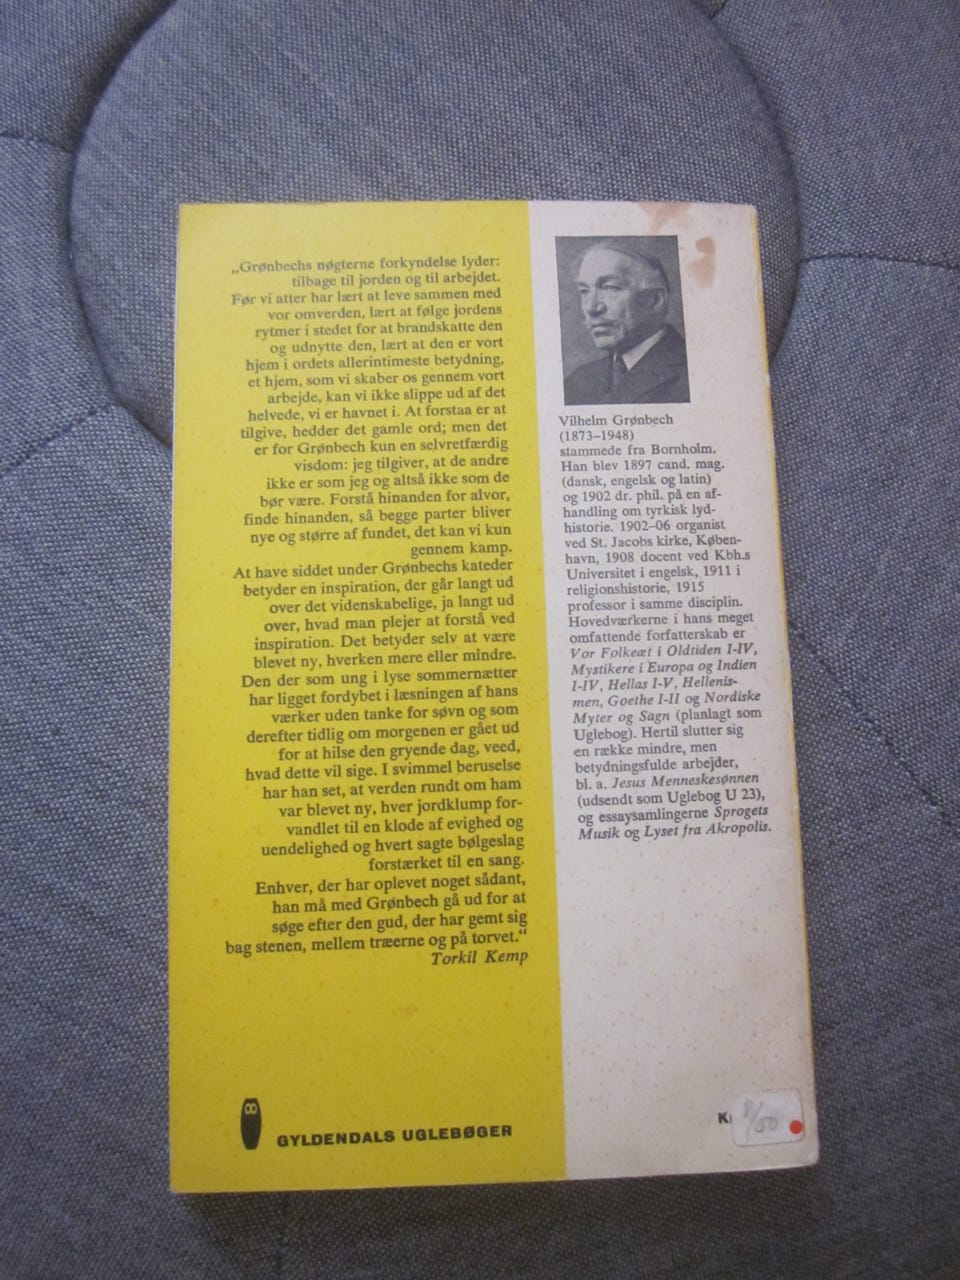 „Grønbechs nøgterne forkyndelse lyder:
tilbage til jorden og til arbejdet.
Før vi atter har lært at leve sammen med
vor omverden, lært at følge jordens
rytmer i stedet for at brandskatte den
og udnytte den, lært at den er vort
hjem i ordets allerintimeste betydning,
et hjem, som vi skaber os gennem vort
arbejde, kan vi ikke slippe ud af det
helvede, vi er havnet i. At forstaa er at
tilgive, hedder det gamle ord; men det
er for Grønbech kun en selvretfærdig
visdom: jeg tilgiver, at de andre
ikke er som jeg og altså ikke som de
bør være. Forstå hinanden for alvor,
finde hinanden, så begge parter bliver
nye og større af fundet, det kan vi kun
gennem kamp.
At have siddet under Grønbechs kateder
betyder en inspiration, der går langt ud
over det videnskabelige, ja langt ud
over, hvad man plejer at forstå ved
inspiration. Det betyder selv at være
blevet ny, hverken mere eller mindre.
Den der som ung i lyse sommernætter
har ligget fordybet i læsningen af hans
værker uden tanke for søvn og som
derefter tidlig om morgenen er gået ud
for at hilse den gryende dag, veed,
hvad dette vil sige. I svimmel beruselse
har han set, at verden rundt om ham
var blevet ny, hver jordklump for-
vandlet til en klode af evighed og
uendelighed og hvert sagte bølgeslag
forstærket til en sang.
Enhver, der har oplevet noget sådant,
han må med Grønbech gå ud for at
søge efter den gud, der har gemt sig
bag stenen, mellem træerne og på torvet.“
Torkil Kemp
GYLDENDALS UGLEBØGER
Vilhelm Grønbech
(1873–1948)
stammede fra Bornholm.
Han blev 1897 cand. mag.
(dansk, engelsk og latin)
og 1902 dr. phil. på en af-
handling om tyrkisk lyd-
historie. 1902–06 organist
ved St. Jacobs kirke, Køben-
havn, 1908 docent ved Kbh.s
Universitet i engelsk, 1911 i
religionshistorie, 1915
professor i samme disciplin.
Hovedværkerne i hans meget
omfattende forfatterskab er
Vor Folkeæt i Oldtiden I-IV,
Mystikere i Europa og Indien
I-IV, Hellas I-V, Hellenis-
men, Goethe I-II og Nordiske
Myter og Sagn (planlagt som
Uglebog). Hertil slutter sig
en række mindre, men
betydningsfulde arbejder,
bl. a. Jesus Menneskesønnen
(udsendt som Uglebog U 23),
og essaysamlingerne Sprogets
Musik og Lyset fra Akropolis.